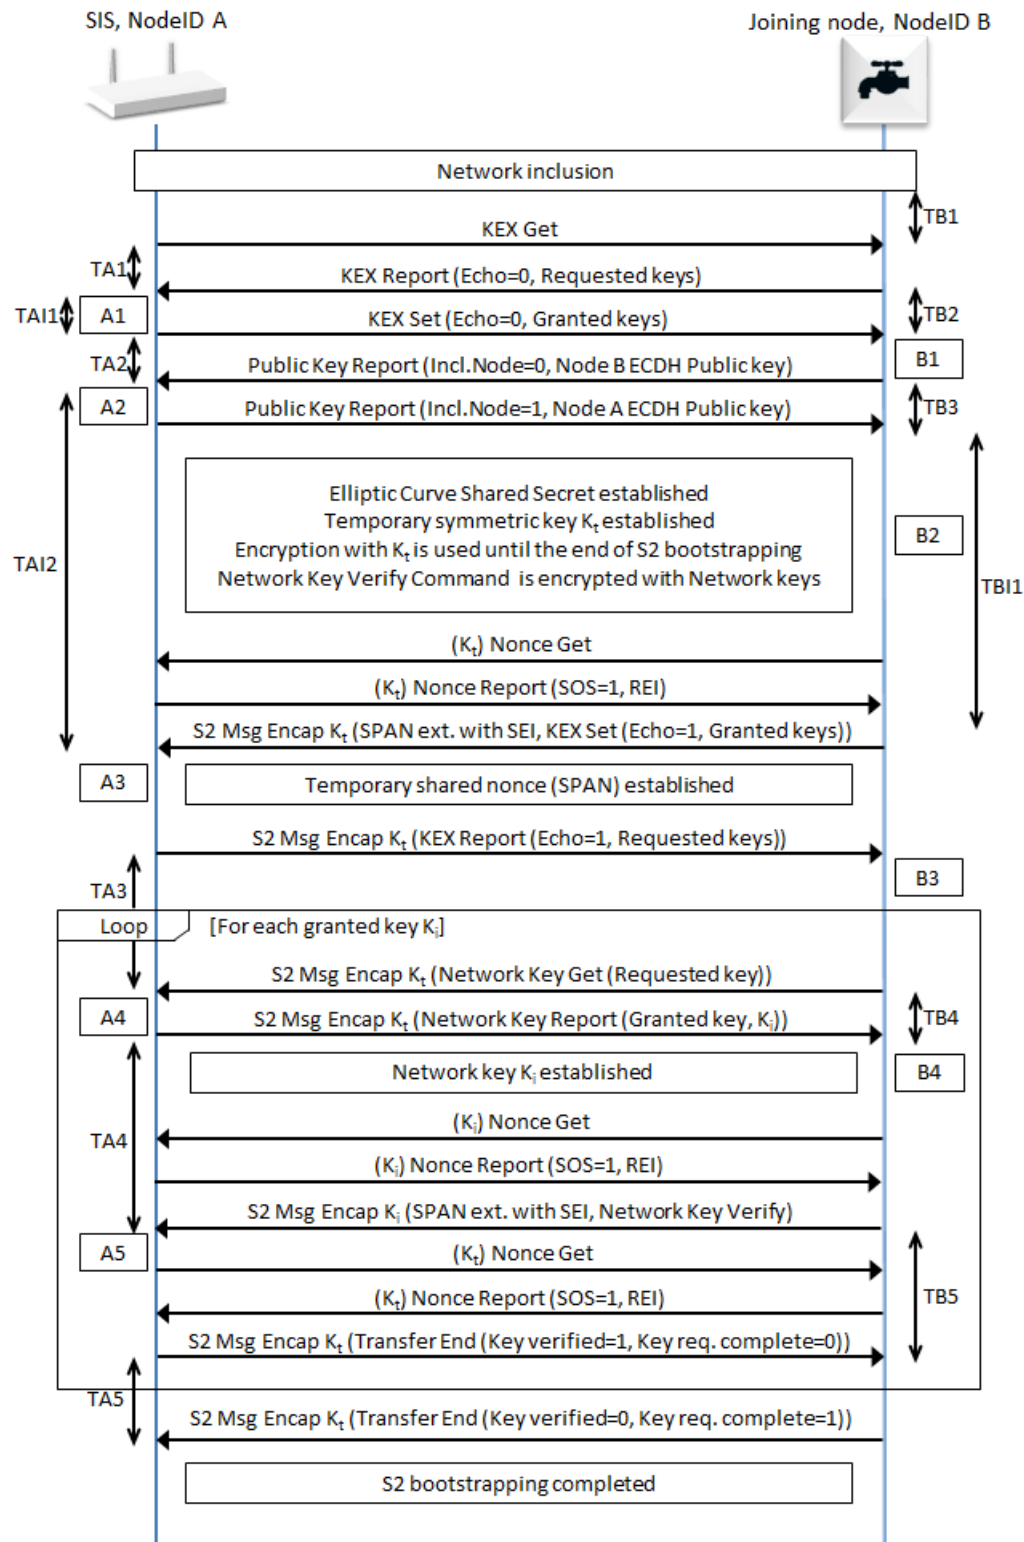 SIS, NodeID A
Joining node, NodeID B
Network inclusion
TB1
KEX Get
TA1
KEX Report (Echo=0, Requested keys)
TAI1
A1
TB2
KEX Set (Echo=0, Granted keys)
TA2
B1
Public Key Report (Incl.Node=0, Node B ECDH Public key)
A2
TB3
Public Key Report (Incl.Node=1, Node A ECDH Public key)
Elliptic Curve Shared Secret established
Temporary symmetric key Kt established
Encryption with Kt is used until the end of S2 bootstrapping
Network Key Verify Command is encrypted with Network keys
B2
TAI2
TBI1
(Kt) Nonce Get
(Kt) Nonce Report (SOS=1, REI)
S2 Msg Encap Kt (SPAN ext. with SEI, KEX Set (Echo=1, Granted keys))
A3
Temporary shared nonce (SPAN) established
S2 Msg Encap Kt (KEX Report (Echo=1, Requested keys))
TA3
B3
Loop
[For each granted key Ki]
S2 Msg Encap Kt (Network Key Get (Requested key))
A4
TB4
S2 Msg Encap Kt (Network Key Report (Granted key, Ki))
Network key Ki established
B4
(Ki) Nonce Get
TA4
(Ki) Nonce Report (SOS=1, REI)
S2 Msg Encap Ki (SPAN ext. with SEI, Network Key Verify)
A5
(Kt) Nonce Get
(Kt) Nonce Report (SOS=1, REI)
TB5
S2 Msg Encap Kt (Transfer End (Key verified=1, Key req. complete=0))
TA5
S2 Msg Encap Kt (Transfer End (Key verified=0, Key req. complete=1))
S2 bootstrapping completed